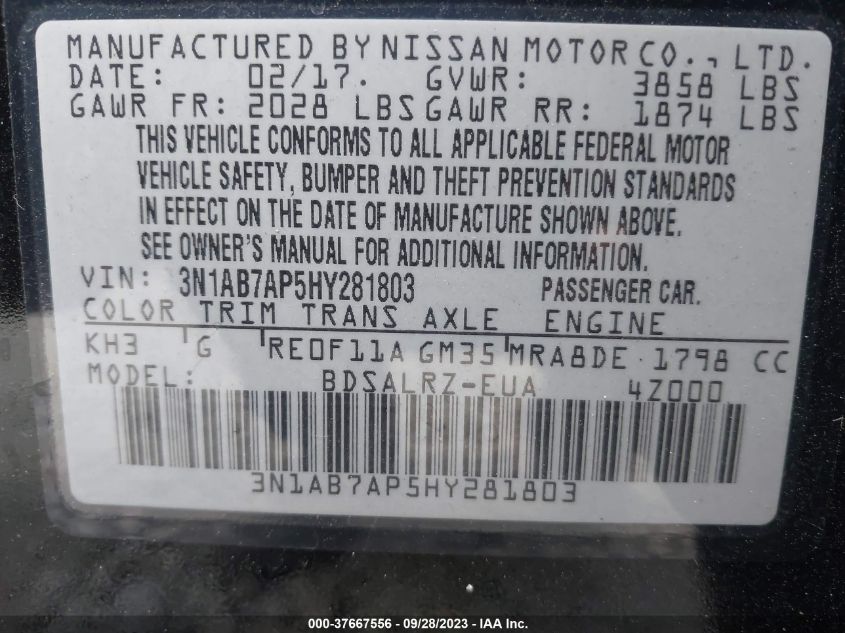 MANUFACTURED BY NISSAN MOTOR CO., LTD.
DATE: 02/17. GVWR: 3858 LBS
GAWR FR: 2028 LBS GAWR RR: 1874 LBS
THIS VEHICLE CONFORMS TO ALL APPLICABLE FEDERAL MOTOR
VEHICLE SAFETY, BUMPER AND THEFT PREVENTION STANDARDS
IN EFFECT ON THE DATE OF MANUFACTURE SHOWN ABOVE.
SEE OWNER'S MANUAL FOR ADDITIONAL INFORMATION.
VIN: 3N1AB7AP5HY281803 PASSENGER CAR.
COLOR TRIM TRANS AXLE ENGINE
KH3 G RE0F11A GM35 MRA8DE 1798 CC
MODEL: BDSALRZ-EUA 4Z000
3N1AB7AP5HY281803
000-37667556 - 09/28/2023 - IAA Inc.